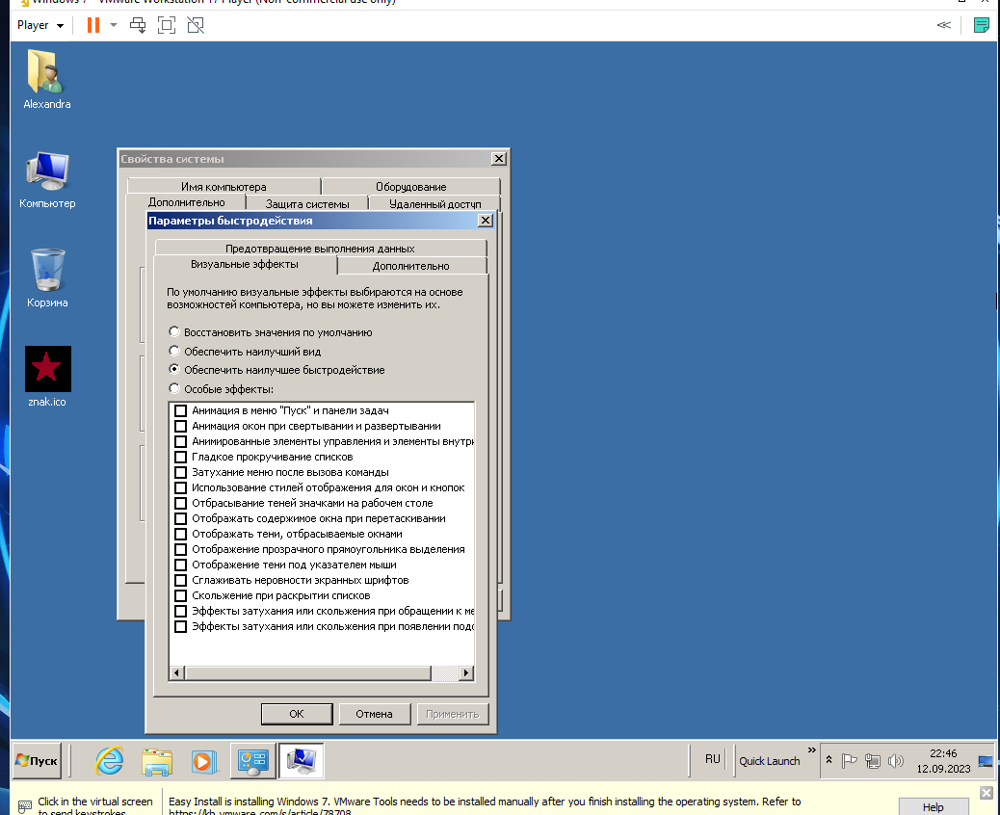 Windows 7 - VMware Workstation 17 Player (Non-commercial use only)
Player
Alexandra
Компьютер
Корзина
znak.ico
Свойства системы
Имя компьютера
Оборудование
Дополнительно
Защита системы
Удаленный доступ
Параметры быстродействия
Предотвращение выполнения данных
Визуальные эффекты
Дополнительно
По умолчанию визуальные эффекты выбираются на основе
возможностей компьютера, но вы можете изменить их.
Восстановить значения по умолчанию
Обеспечить наилучший вид
Обеспечить наилучшее быстродействие
Особые эффекты:
Анимация в меню "Пуск" и панели задач
Анимация окон при свертывании и развертывании
Анимированные элементы управления и элементы внутри
Гладкое прокручивание списков
Затухание меню после вызова команды
Использование стилей отображения для окон и кнопок
Отбрасывание теней значками на рабочем столе
Отображать содержимое окна при перетаскивании
Отображать тени, отбрасываемые окнами
Отображение прозрачного прямоугольника выделения
Отображение тени под указателем мыши
Сглаживать неровности экранных шрифтов
Скольжение при раскрытии списков
Эффекты затухания или скольжения при обращении к ме
Эффекты затухания или скольжения при появлении подс
ОК
Отмена
Применить
Пуск
RU
Quick Launch
22:46
12.09.2023
Click in the virtual screen
to send keystrokes
Easy Install is installing Windows 7. VMware Tools needs to be installed manually after you finish installing the operating system. Refer to
https://kb.vmware.com/s/article/78708
Help